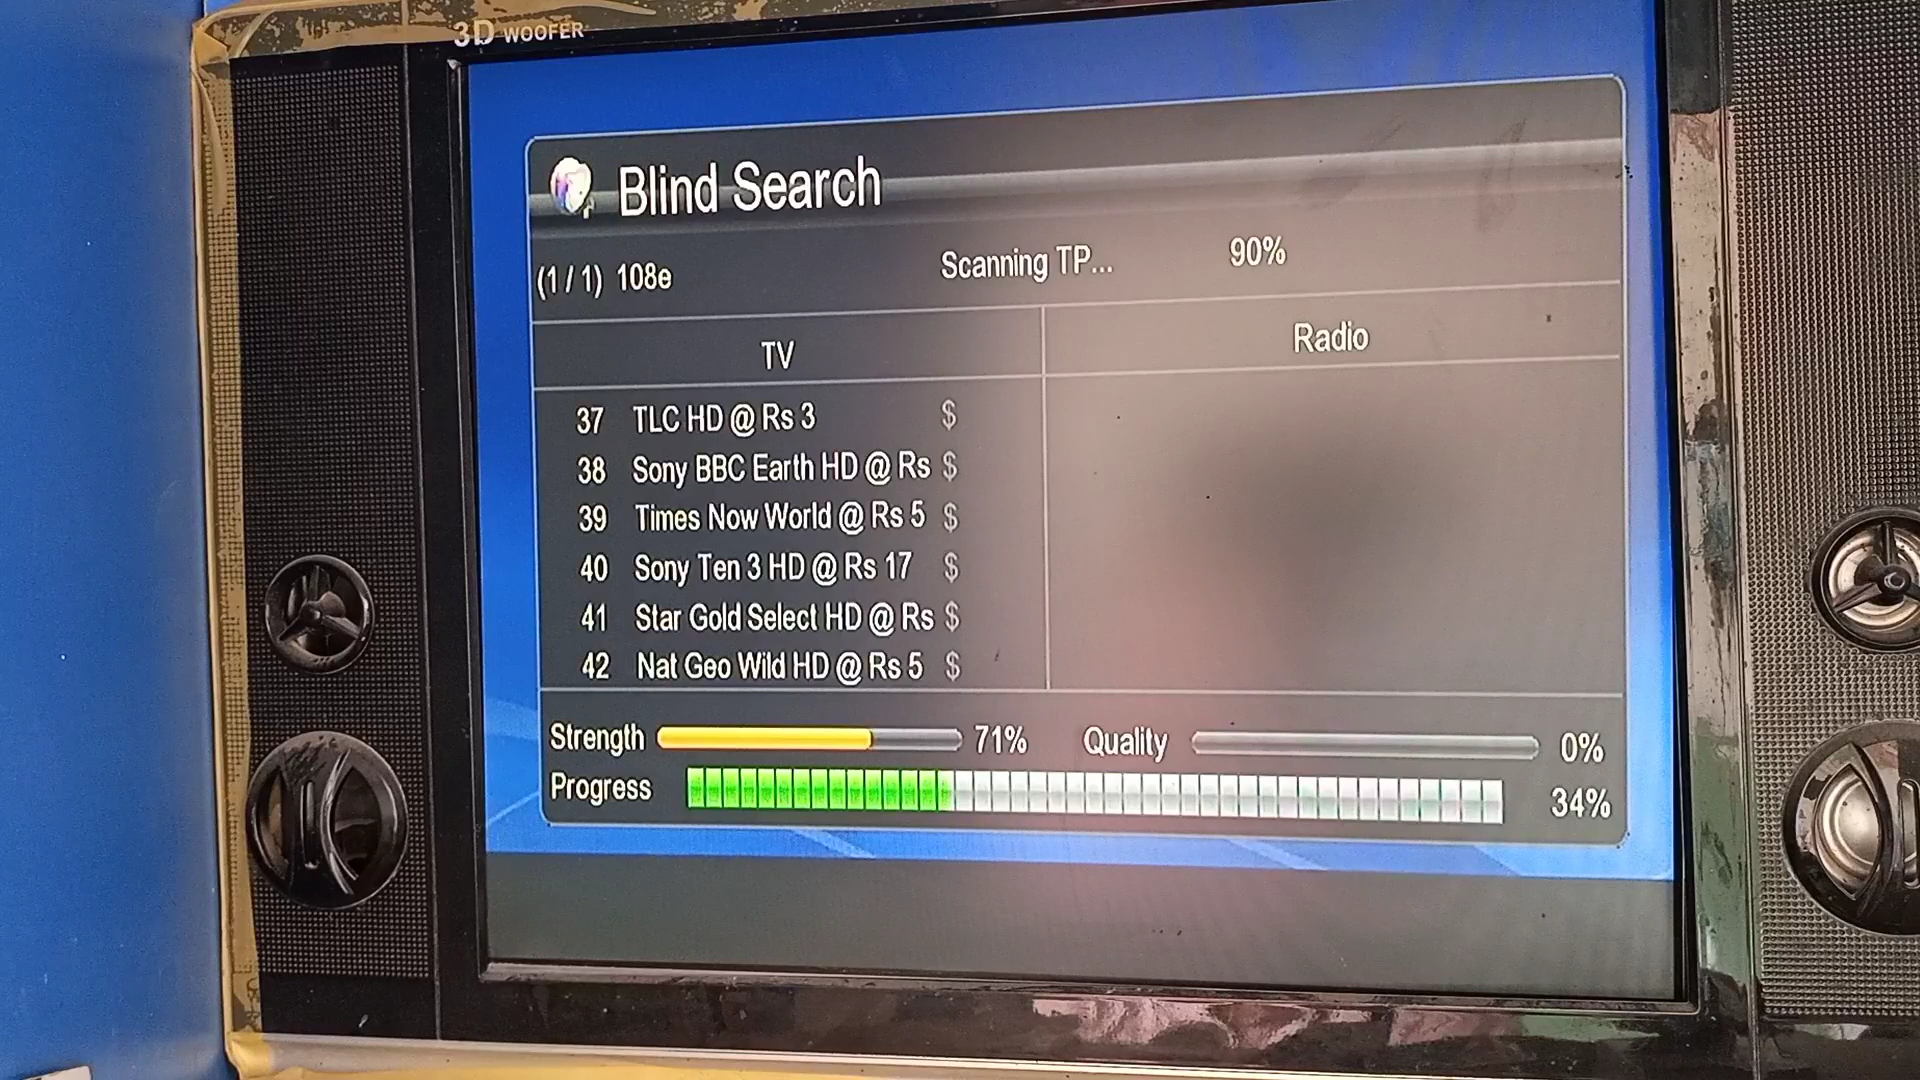 3D WOOFER
Blind Search
(1 / 1) 108e Scanning TP... 90%
TV Radio
37 TLC HD @ Rs 3 $
38 Sony BBC Earth HD @ Rs $
39 Times Now World @ Rs 5 $
40 Sony Ten 3 HD @ Rs 17 $
41 Star Gold Select HD @ Rs $
42 Nat Geo Wild HD @ Rs 5 $
Strength 71% Quality 0%
Progress 34%